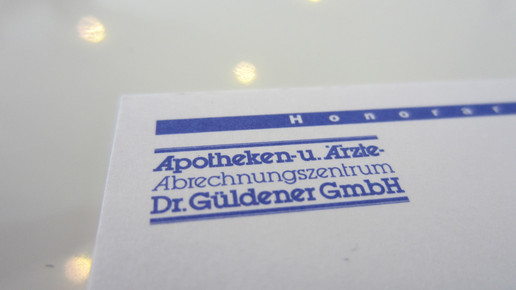 Honorar
Apotheken- u. Ärzte-
Abrechnungszentrum
Dr. Güldener GmbH